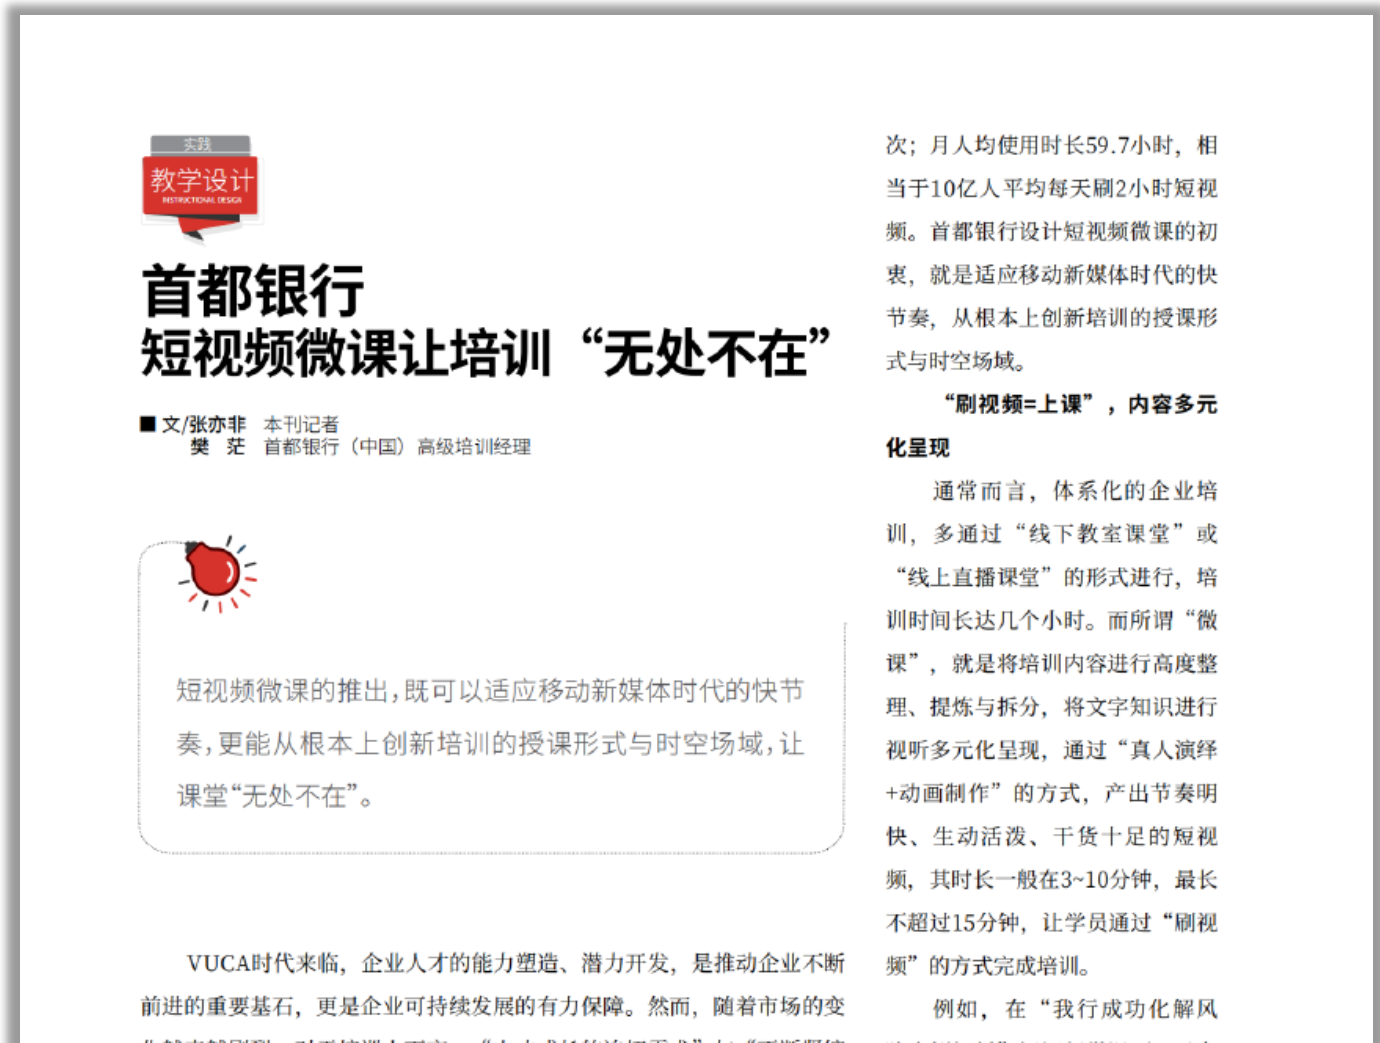 实践
教学设计
INSTRUCTIONAL DESIGN
首都银行
短视频微课让培训“无处不在”
■ 文/张亦非 本刊记者
樊 茫 首都银行（中国）高级培训经理
短视频微课的推出，既可以适应移动新媒体时代的快节
奏，更能从根本上创新培训的授课形式与时空场域，让
课堂“无处不在”。
VUCA时代来临，企业人才的能力塑造、潜力开发，是推动企业不断
前进的重要基石，更是企业可持续发展的有力保障。然而，随着市场的变
次；月人均使用时长59.7小时，相
当于10亿人平均每天刷2小时短视
频。首都银行设计短视频微课的初
衷，就是适应移动新媒体时代的快
节奏，从根本上创新培训的授课形
式与时空场域。
“刷视频=上课”，内容多元
化呈现
通常而言，体系化的企业培
训，多通过“线下教室课堂”或
“线上直播课堂”的形式进行，培
训时间长达几个小时。而所谓“微
课”，就是将培训内容进行高度整
理、提炼与拆分，将文字知识进行
视听多元化呈现，通过“真人演绎
+动画制作”的方式，产出节奏明
快、生动活泼、干货十足的短视
频，其时长一般在3~10分钟，最长
不超过15分钟，让学员通过“刷视
频”的方式完成培训。
例如，在“我行成功化解风